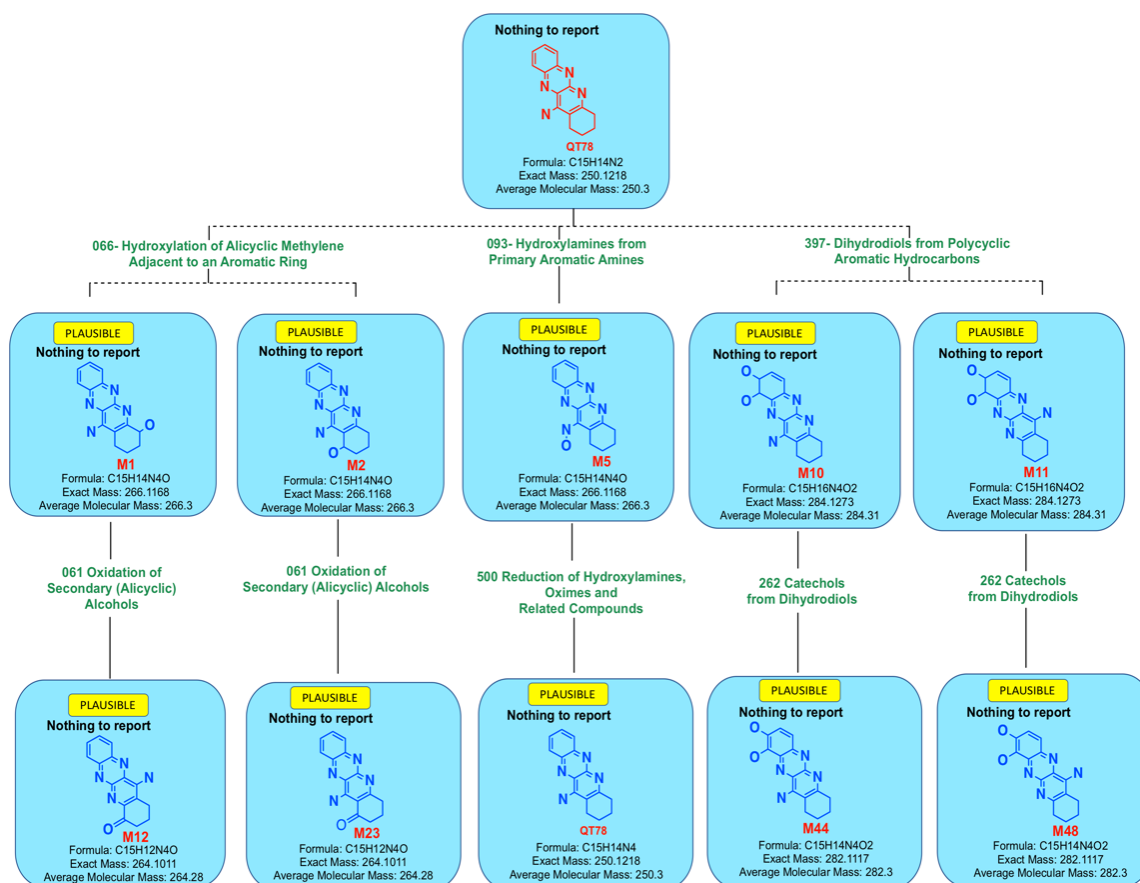 Nothing to report
N
N
N
N
QT78
Formula: C15H14N2
Exact Mass: 250.1218
Average Molecular Mass: 250.3
066- Hydroxylation of Alicyclic Methylene
Adjacent to an Aromatic Ring
093- Hydroxylamines from
Primary Aromatic Amines
397- Dihydrodiols from Polycyclic
Aromatic Hydrocarbons
PLAUSIBLE
Nothing to report
N
N
N
N
O
M1
Formula: C15H14N4O
Exact Mass: 266.1168
Average Molecular Mass: 266.3
PLAUSIBLE
Nothing to report
N
N
N
N
O
M2
Formula: C15H14N4O
Exact Mass: 266.1168
Average Molecular Mass: 266.3
PLAUSIBLE
Nothing to report
N
N
N
N
O
M5
Formula: C15H14N4O
Exact Mass: 266.1168
Average Molecular Mass: 266.3
PLAUSIBLE
Nothing to report
O
O
N
N
N
N
M10
Formula: C15H16N4O2
Exact Mass: 284.1273
Average Molecular Mass: 284.31
PLAUSIBLE
Nothing to report
O
O
N
N
N
N
M11
Formula: C15H16N4O2
Exact Mass: 284.1273
Average Molecular Mass: 284.31
061 Oxidation of
Secondary (Alicyclic)
Alcohols
061 Oxidation of
Secondary (Alicyclic) Alcohols
500 Reduction of Hydroxylamines,
Oximes and
Related Compounds
262 Catechols
from Dihydrodiols
262 Catechols
from Dihydrodiols
PLAUSIBLE
Nothing to report
N
N
N
N
O
M12
Formula: C15H12N4O
Exact Mass: 264.1011
Average Molecular Mass: 264.28
PLAUSIBLE
Nothing to report
N
N
N
N
O
M23
Formula: C15H12N4O
Exact Mass: 264.1011
Average Molecular Mass: 264.28
PLAUSIBLE
Nothing to report
N
N
N
N
QT78
Formula: C15H14N4
Exact Mass: 250.1218
Average Molecular Mass: 250.3
PLAUSIBLE
Nothing to report
O
O
N
N
N
N
M44
Formula: C15H14N4O2
Exact Mass: 282.1117
Average Molecular Mass: 282.3
PLAUSIBLE
Nothing to report
O
O
N
N
N
N
M48
Formula: C15H14N4O2
Exact Mass: 282.1117
Average Molecular Mass: 282.3